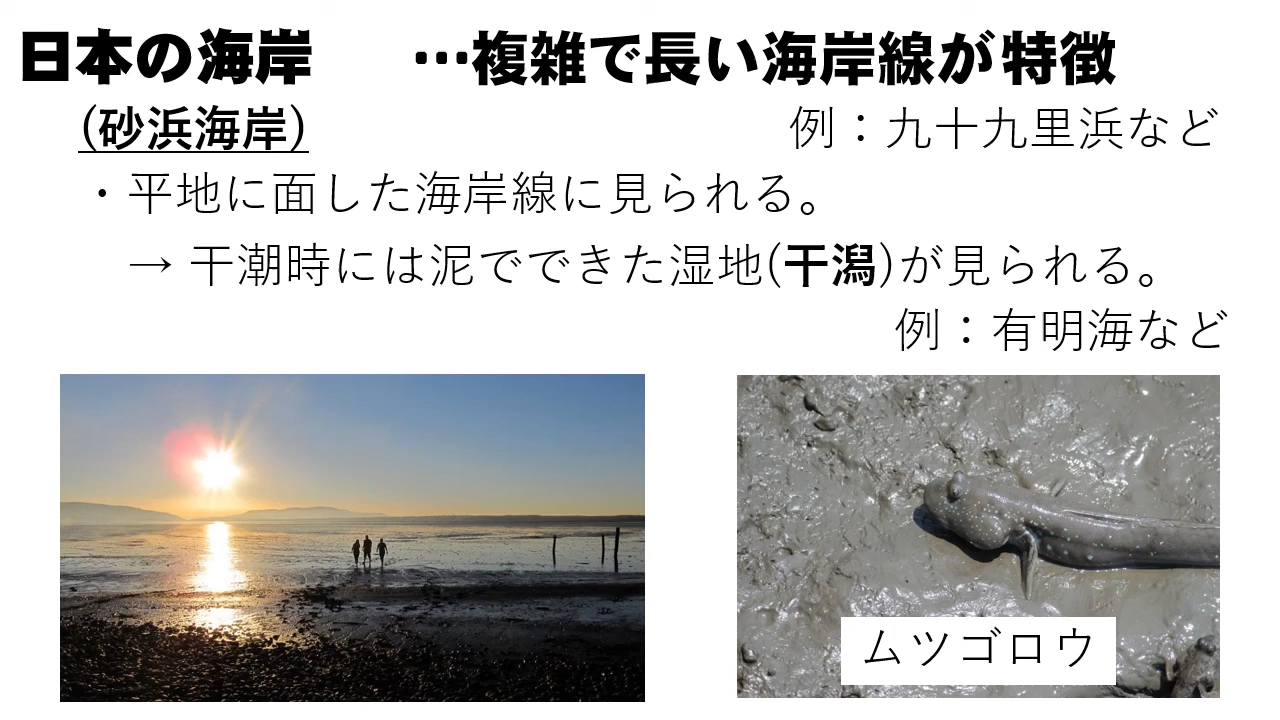 日本の海岸　…複雑で長い海岸線が特徴
(砂浜海岸)　例：九十九里浜など
・平地に面した海岸線に見られる。
→ 干潮時には泥でできた湿地(干潟)が見られる。
例：有明海など
ムツゴロウ